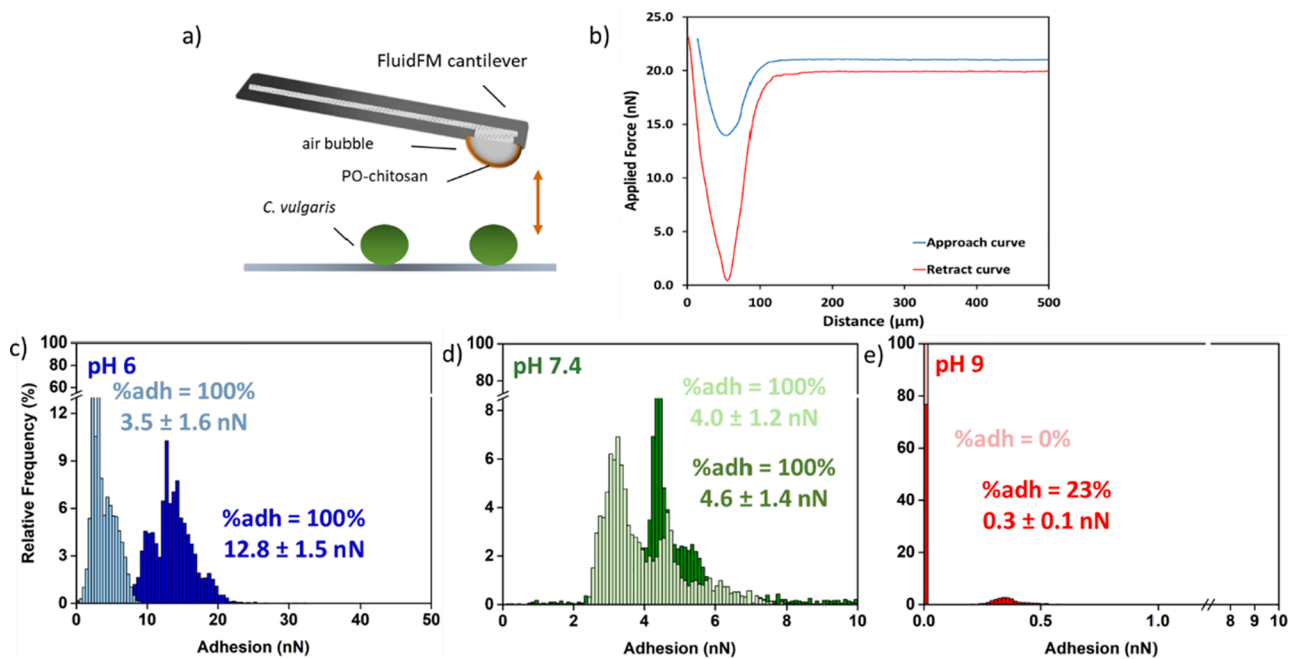 a)
FluidFM cantilever
air bubble
PO-chitosan
C. vulgaris
b)
25.0
20.0
15.0
10.0
5.0
0.0
Applied Force (nN)
0
100
200
300
400
500
Distance (µm)
Approach curve
Retract curve
c)
pH 6
%adh = 100%
3.5 ± 1.6 nN
%adh = 100%
12.8 ± 1.5 nN
100
80
60
12
9
6
3
0
Relative Frequency (%)
0
10
20
30
40
50
Adhesion (nN)
d)
pH 7.4
%adh = 100%
4.0 ± 1.2 nN
%adh = 100%
4.6 ± 1.4 nN
100
80
8
6
4
2
0
0
2
4
6
8
10
Adhesion (nN)
e)
pH 9
%adh = 0%
%adh = 23%
0.3 ± 0.1 nN
100
80
60
40
20
0
0.0
0.5
1.0
8
9
10
Adhesion (nN)